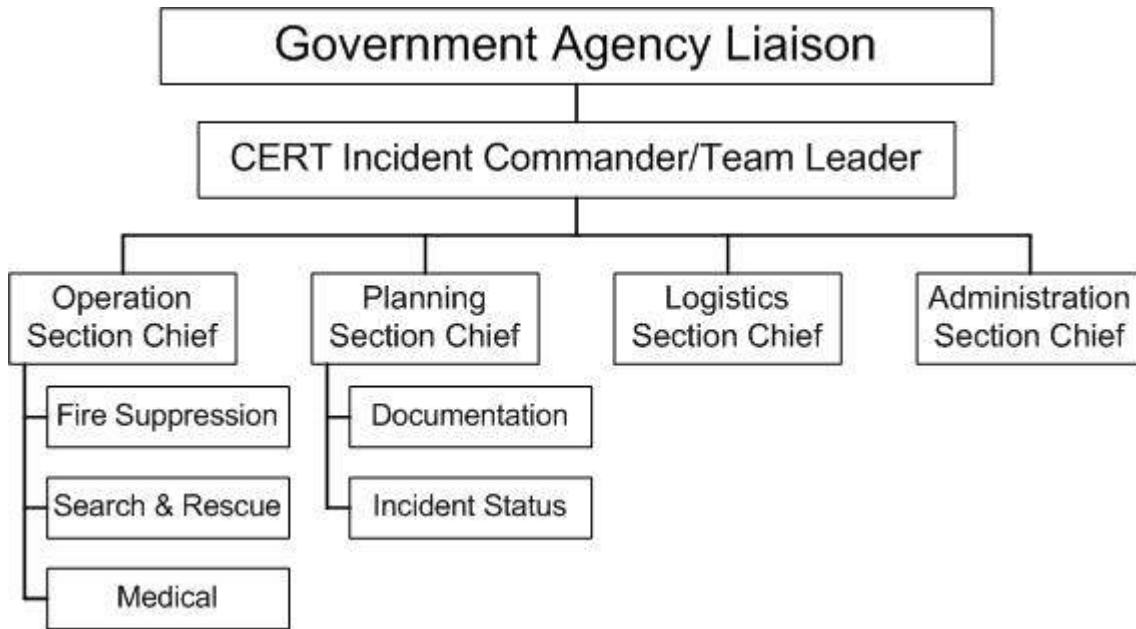 Government Agency Liaison
CERT Incident Commander/Team Leader
Operation
Section Chief
Planning
Section Chief
Logistics
Section Chief
Administration
Section Chief
Fire Suppression
Documentation
Search & Rescue
Incident Status
Medical